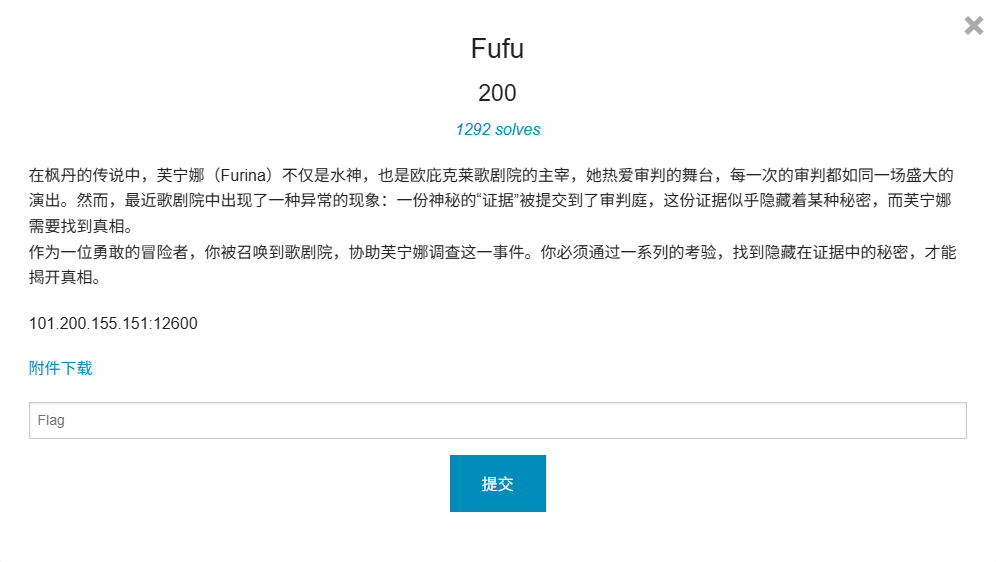 Fufu
200
1292 solves
在枫丹的传说中，芙宁娜（Furina）不仅是水神，也是欧庇克莱歌剧院的主宰，她热爱审判的舞台，每一次的审判都如同一场盛大的
演出。然而，最近歌剧院中出现了一种异常的现象：一份神秘的“证据”被提交到了审判庭，这份证据似乎隐藏着某种秘密，而芙宁娜
需要找到真相。
作为一位勇敢的冒险者，你被召唤到歌剧院，协助芙宁娜调查这一事件。你必须通过一系列的考验，找到隐藏在证据中的秘密，才能
揭开真相。
101.200.155.151:12600
附件下载
Flag
提交